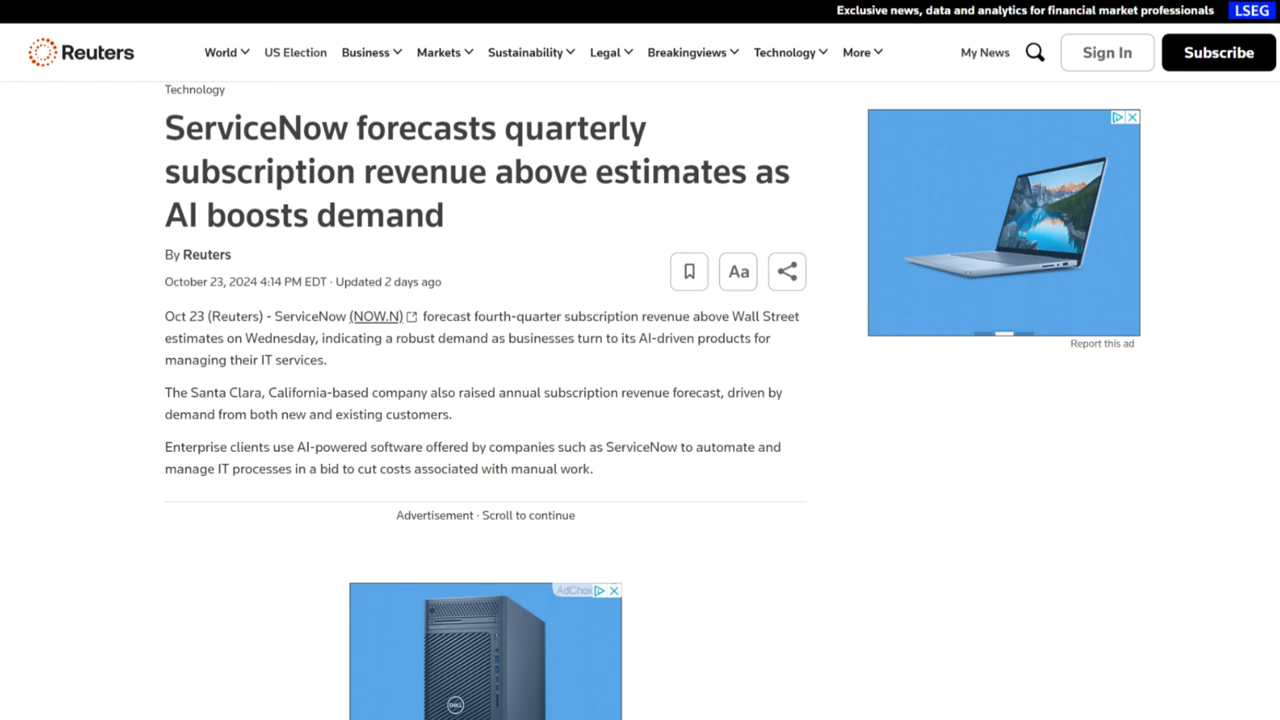 Exclusive news, data and analytics for financial market professionals LSEG
Reuters World US Election Business Markets Sustainability Legal Breakingviews Technology More My News Sign In Subscribe
Technology
ServiceNow forecasts quarterly
subscription revenue above estimates as
AI boosts demand
By Reuters
Aa
October 23, 2024 4:14 PM EDT · Updated 2 days ago
Oct 23 (Reuters) - ServiceNow (NOW.N) forecast fourth-quarter subscription revenue above Wall Street
estimates on Wednesday, indicating a robust demand as businesses turn to its AI-driven products for
managing their IT services.
Report this ad
The Santa Clara, California-based company also raised annual subscription revenue forecast, driven by
demand from both new and existing customers.
Enterprise clients use AI-powered software offered by companies such as ServiceNow to automate and
manage IT processes in a bid to cut costs associated with manual work.
Advertisement · Scroll to continue
AdChoi
DELL